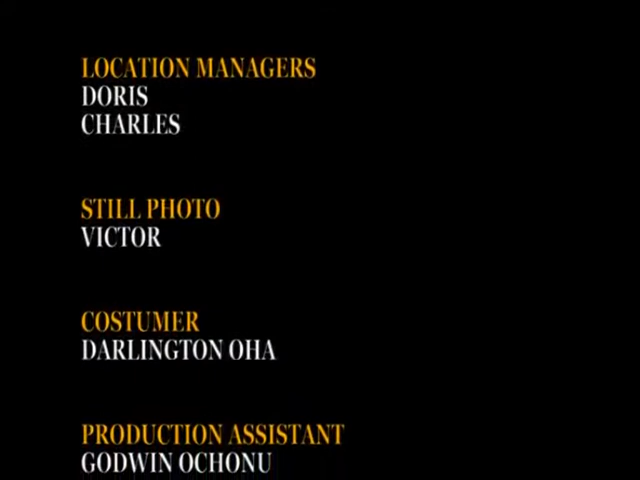 LOCATION MANAGERS
DORIS
CHARLES
STILL PHOTO
VICTOR
COSTUMER
DARLINGTON OHA
PRODUCTION ASSISTANT
GODWIN OCHONU